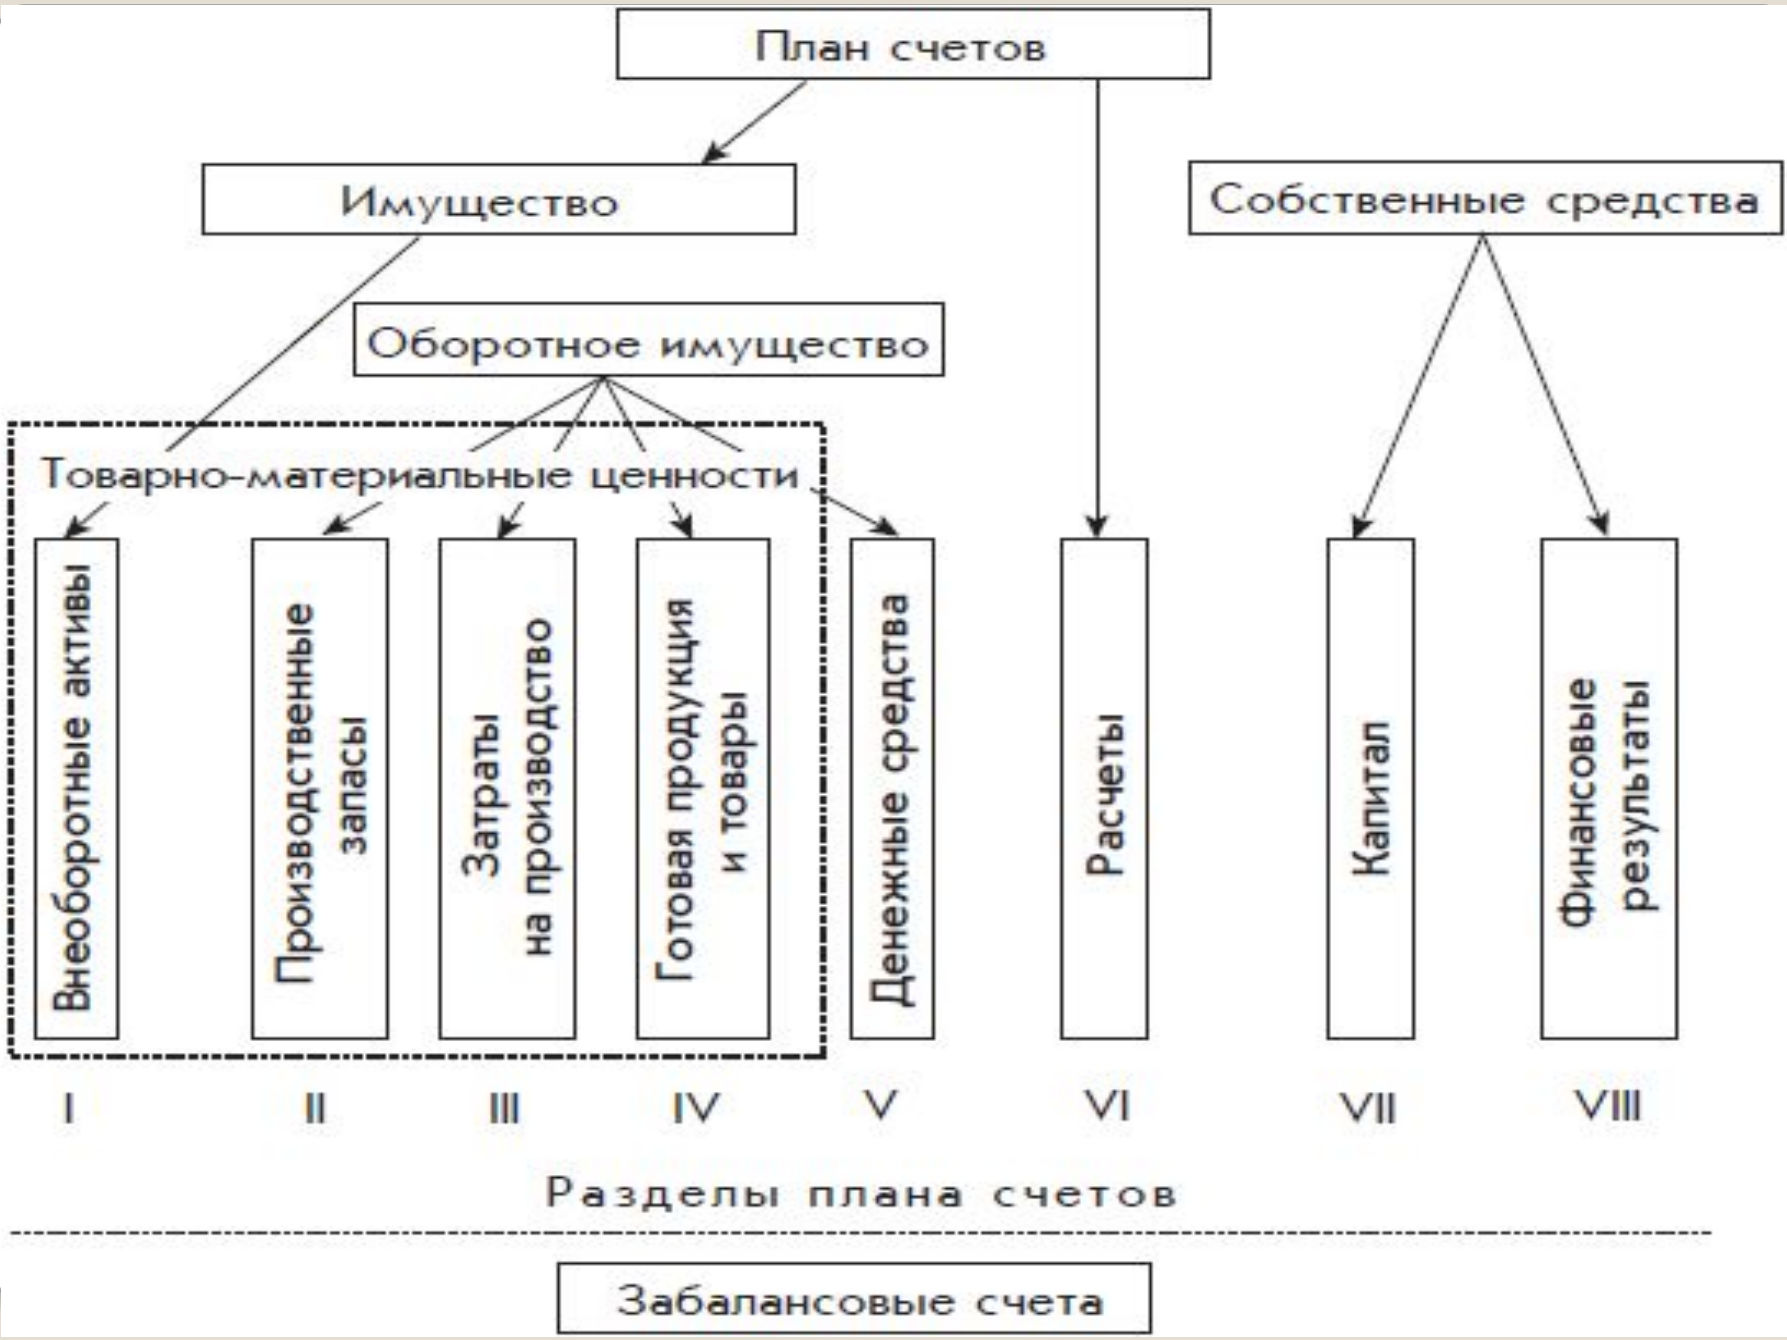 План счетов
Имущество
Собственные средства
Оборотное имущество
Товарно-материальные ценности
Внеоборотные активы
Производственные
запасы
Затраты
на производство
Готовая продукция
и товары
Денежные средства
Расчеты
Капитал
Финансовые
результаты
I II III IV V VI VII VIII
Разделы плана счетов
Забалансовые счета